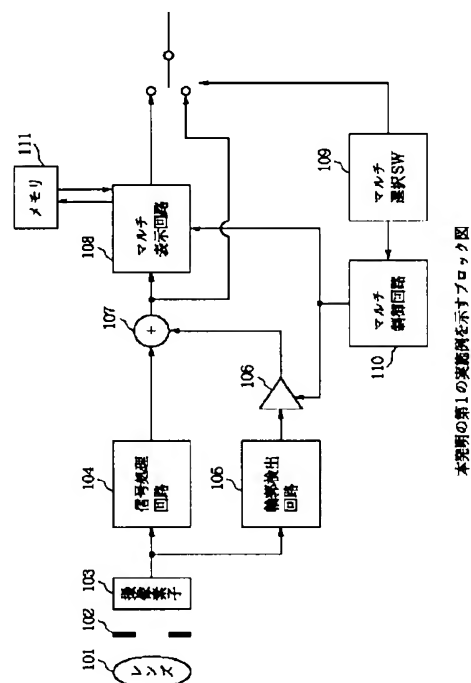 101
レンズ
102
103
撮像素子
104
信号処理
回路
105
輪郭検出
回路
106
107
+
108
マルチ
表示回路
111
メモリ
109
マルチ
選択SW
110
マルチ
制御回路
本発明の第1の実施例を示すブロック図